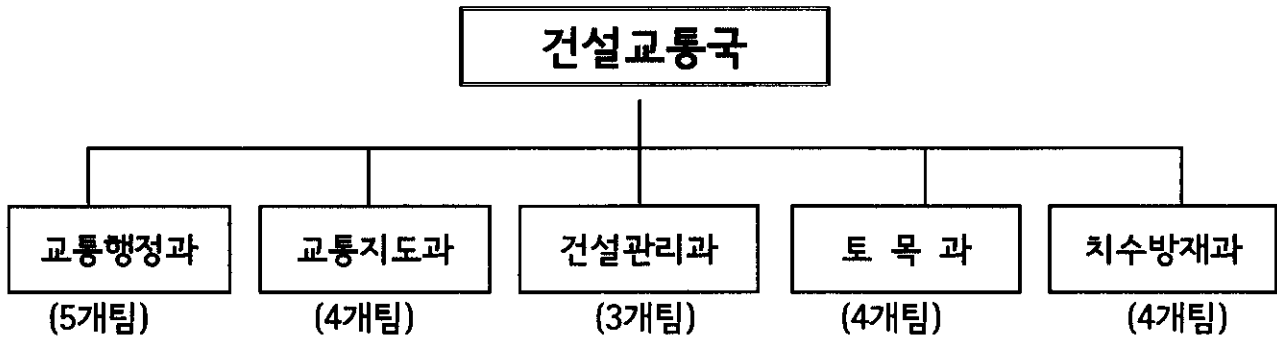 건설교통국
교통행정과 교통지도과 건설관리과 토 목 과 치수방재과
(5개팀) (4개팀) (3개팀) (4개팀) (4개팀)